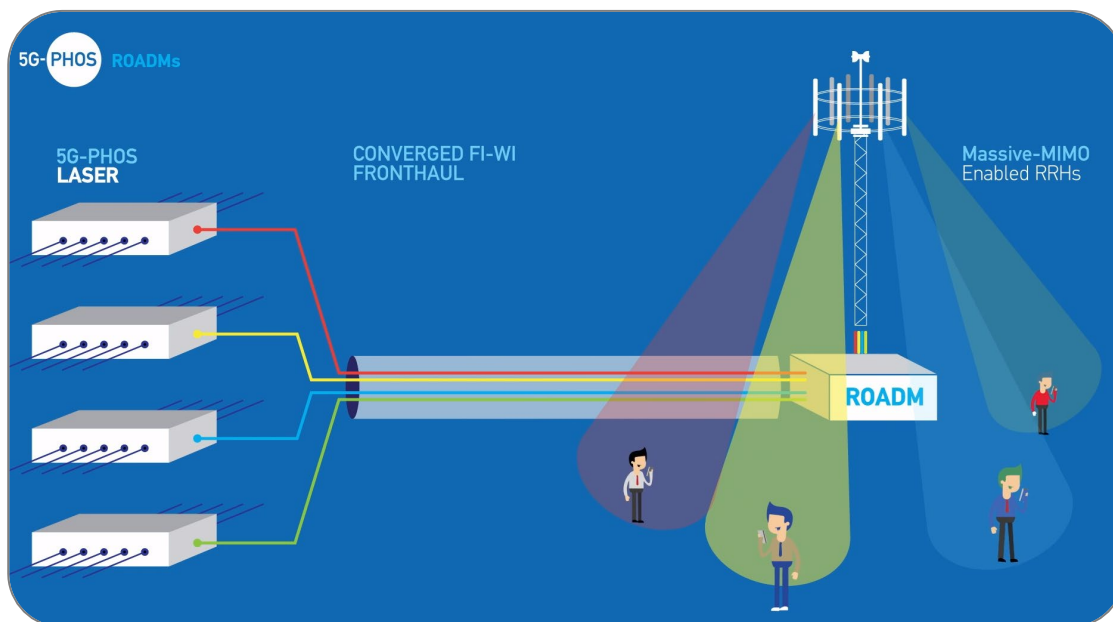 5G-PHOS ROADMs
5G-PHOS
LASER
CONVERGED FI-WI
FRONTHAUL
Massive-MIMO
Enabled RRHs
ROADM